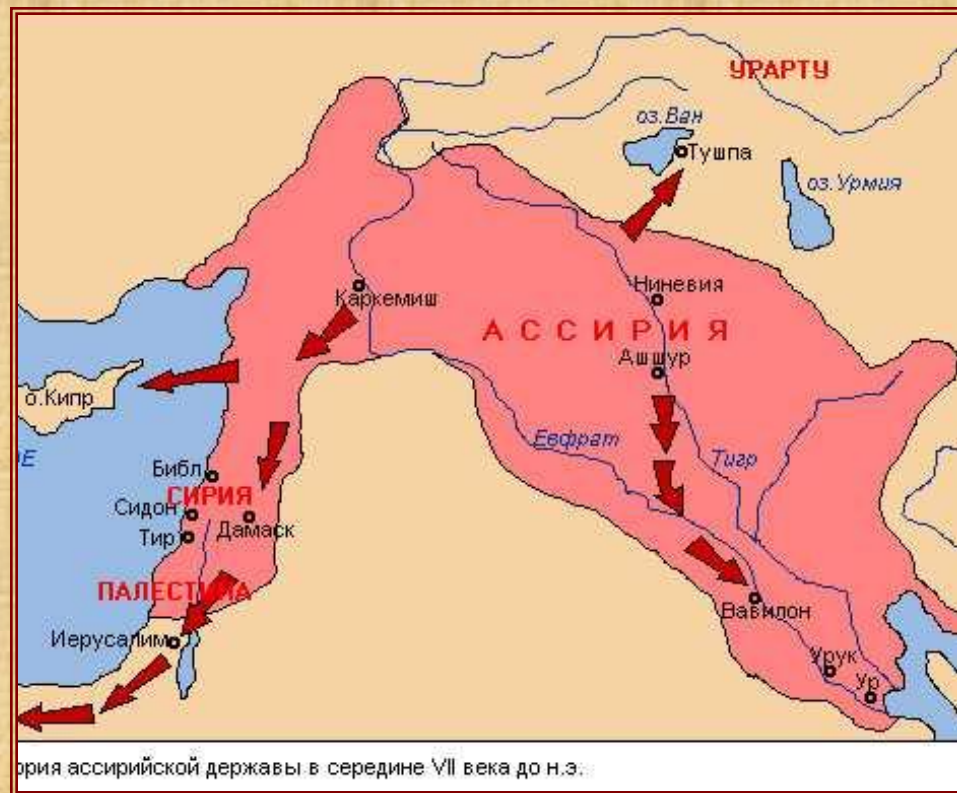 УРАРТУ
оз.Ван
Тушпа
оз.Урмия
Каркемиш
Ниневия
АССИРИЯ
Ашшур
о.Кипр
Евфрат
Тигр
Библ
СИРИЯ
Сидон
Дамаск
Тир
ПАЛЕСТИНА
Вавилон
Иерусалим
Урук
Ур
ория ассирийской державы в середине VII века до н.э.